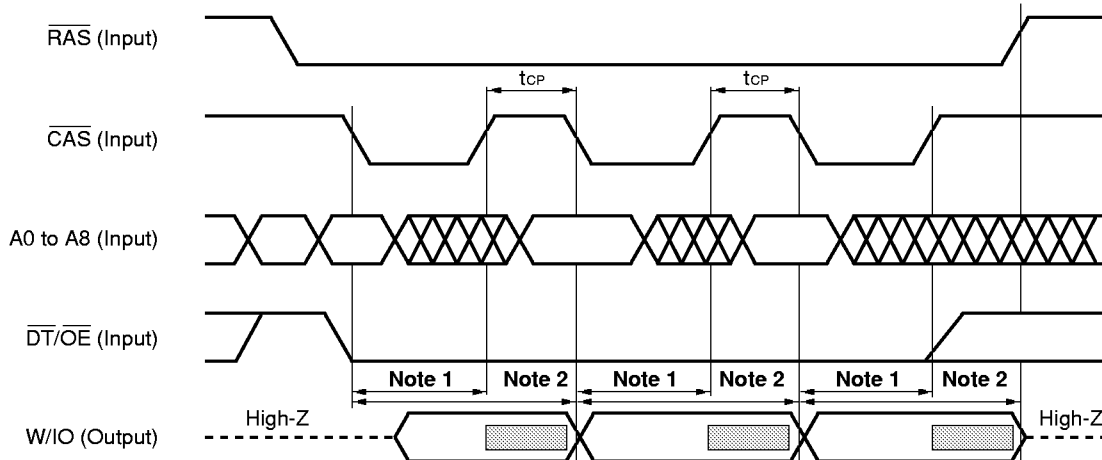 RAS (Input)
tCP tCP
CAS (Input)
A0 to A8 (Input)
DT/OE (Input)
Note 1 Note 2 Note 1 Note 2 Note 1 Note 2
High-Z High-Z
W/IO (Output)